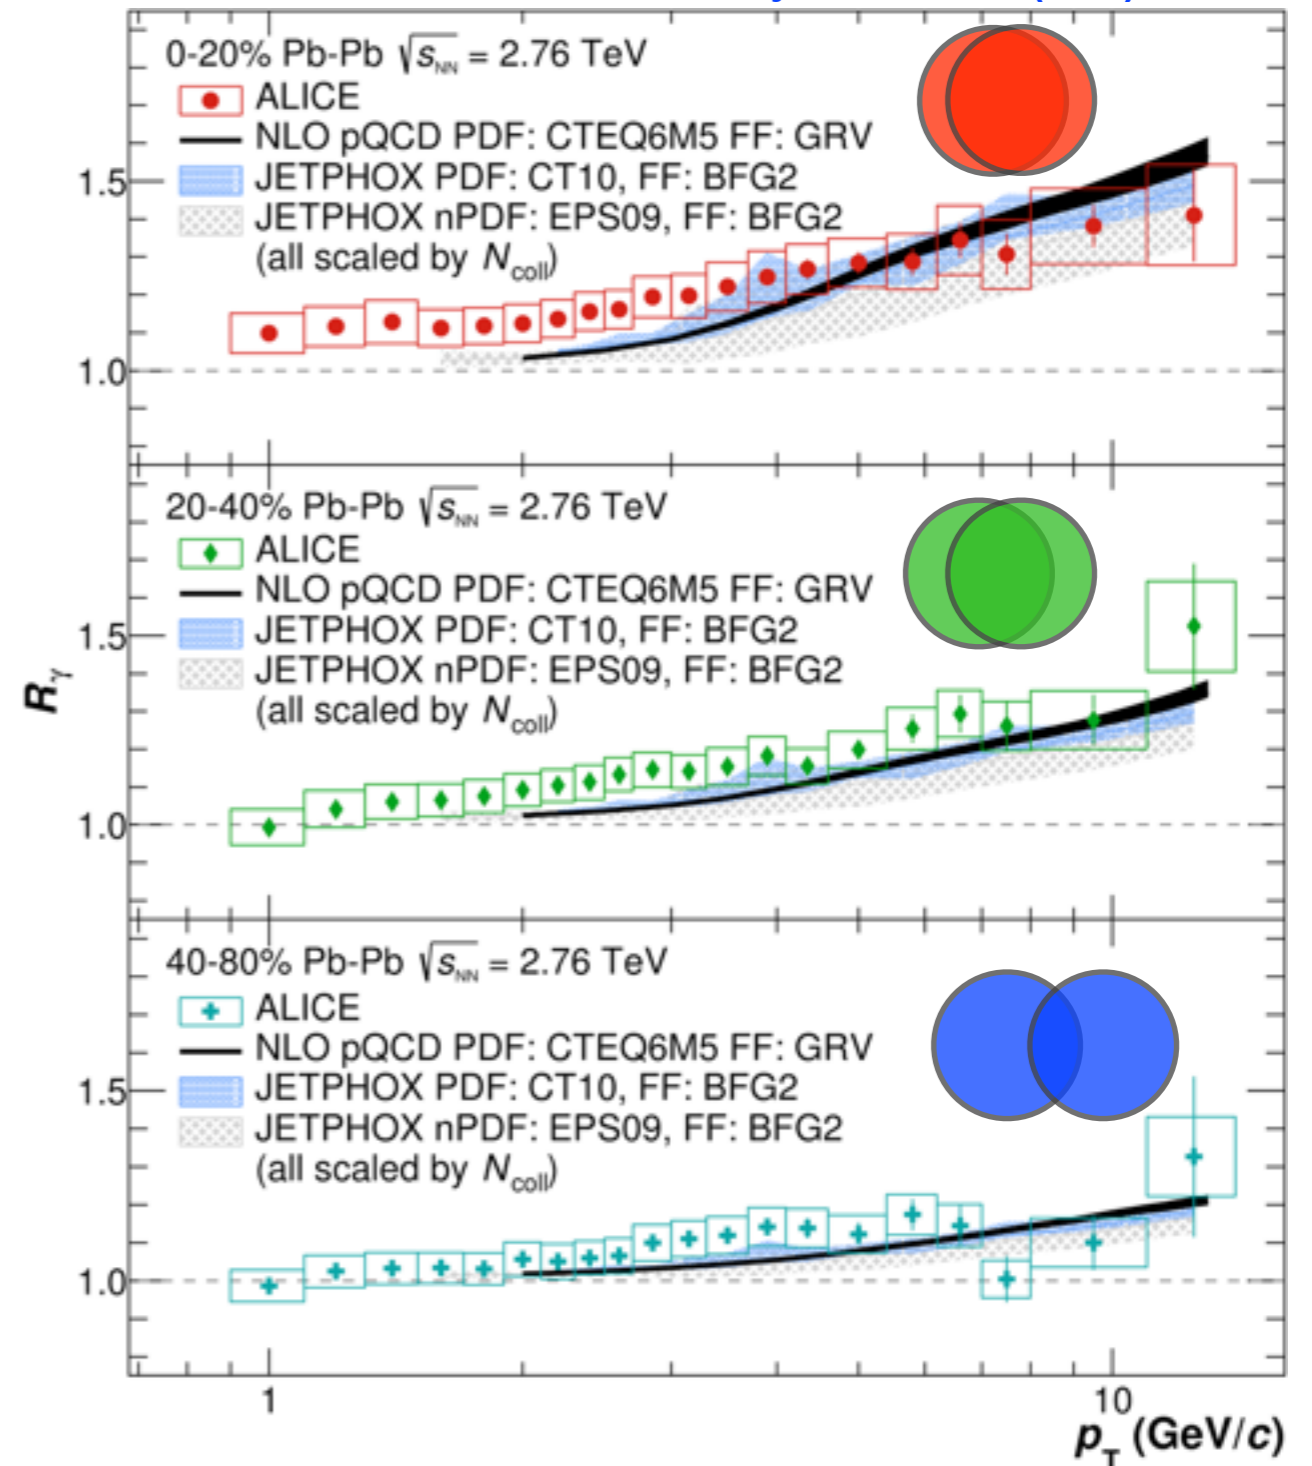 0-20% Pb-Pb √sNN = 2.76 TeV
ALICE
NLO pQCD PDF: CTEQ6M5 FF: GRV
JETPHOX PDF: CT10, FF: BFG2
JETPHOX nPDF: EPS09, FF: BFG2
(all scaled by Ncoll)
1.5
1.0
20-40% Pb-Pb √sNN = 2.76 TeV
ALICE
NLO pQCD PDF: CTEQ6M5 FF: GRV
JETPHOX PDF: CT10, FF: BFG2
JETPHOX nPDF: EPS09, FF: BFG2
(all scaled by Ncoll)
1.5
1.0
Rγ
40-80% Pb-Pb √sNN = 2.76 TeV
ALICE
NLO pQCD PDF: CTEQ6M5 FF: GRV
JETPHOX PDF: CT10, FF: BFG2
JETPHOX nPDF: EPS09, FF: BFG2
(all scaled by Ncoll)
1.5
1.0
1 10
pT (GeV/c)